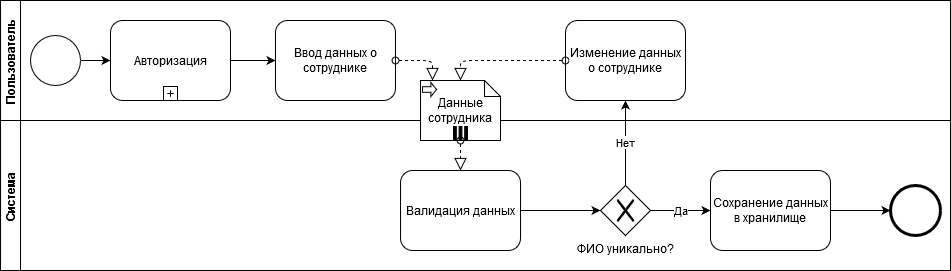 Пользователь
Авторизация
Ввод данных о
сотруднике
Данные
сотрудника
Изменение данных
о сотруднике
Система
Валидация данных
Нет
ФИО уникально?
Да
Сохранение данных
в хранилище